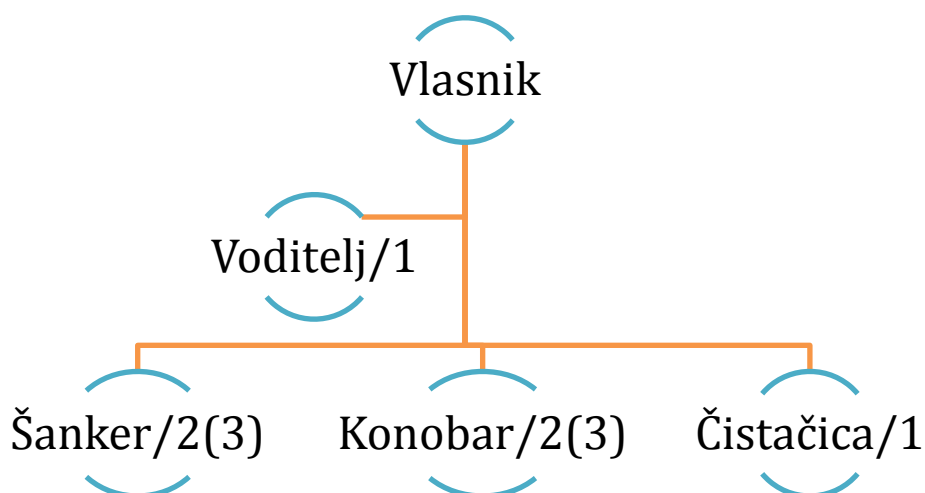 Vlasnik
Voditelj/1
Šanker/2(3)
Konobar/2(3)
Čistačica/1